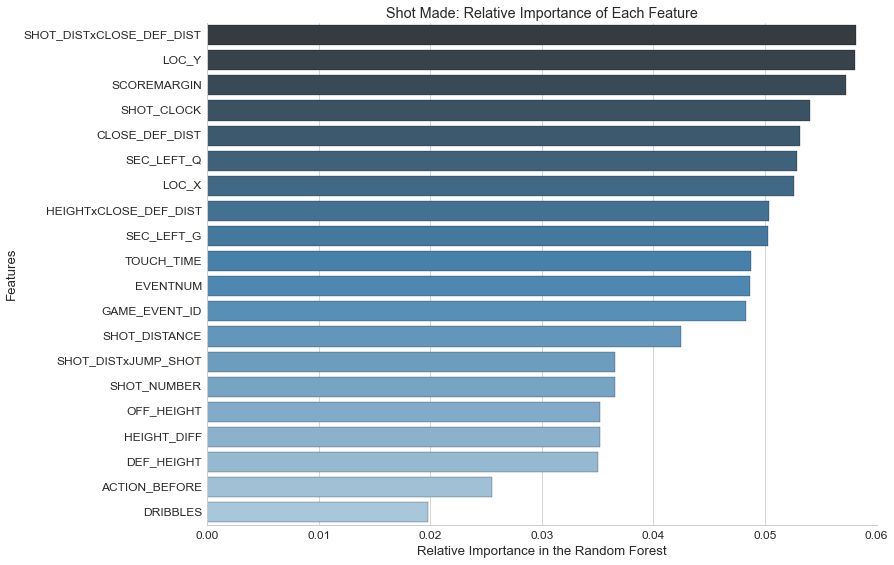 Shot Made: Relative Importance of Each Feature
SHOT_DISTxCLOSE_DEF_DIST
LOC_Y
SCOREMARGIN
SHOT_CLOCK
CLOSE_DEF_DIST
SEC_LEFT_Q
LOC_X
HEIGHTxCLOSE_DEF_DIST
SEC_LEFT_G
TOUCH_TIME
EVENTNUM
GAME_EVENT_ID
SHOT_DISTANCE
SHOT_DISTxJUMP_SHOT
SHOT_NUMBER
OFF_HEIGHT
HEIGHT_DIFF
DEF_HEIGHT
ACTION_BEFORE
DRIBBLES
Features
0.00 0.01 0.02 0.03 0.04 0.05 0.06
Relative Importance in the Random Forest